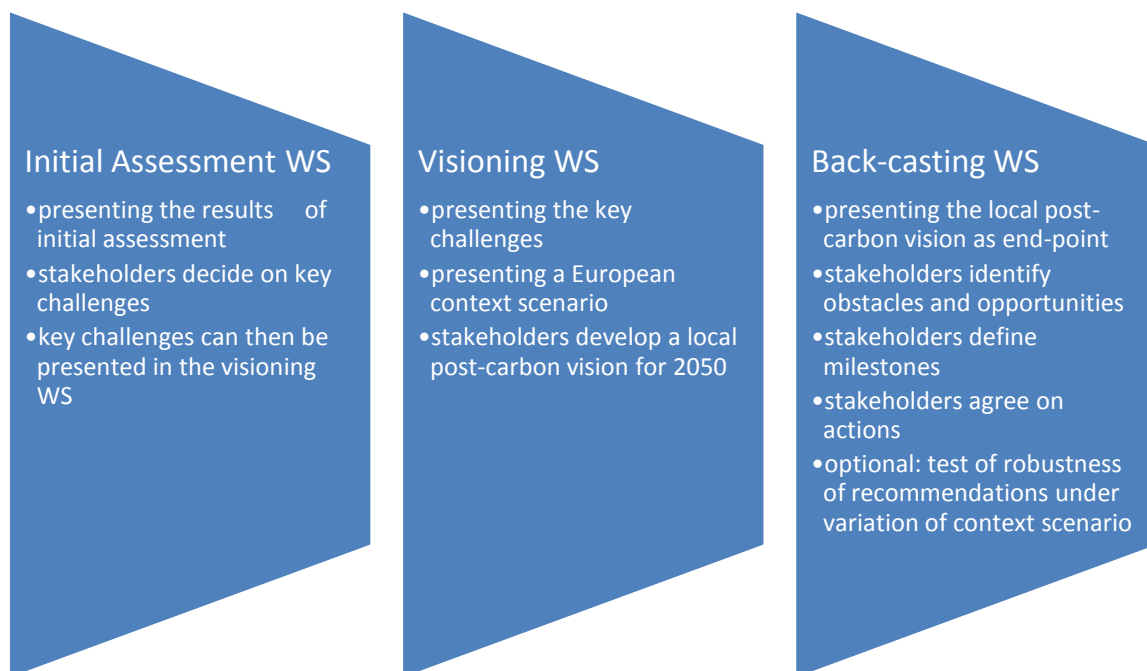 Initial Assessment WS
•presenting the results of
initial assessment
•stakeholders decide on key
challenges
•key challenges can then be
presented in the visioning
WS
Visioning WS
•presenting the key
challenges
•presenting a European
context scenario
•stakeholders develop a local
post-carbon vision for 2050
Back-casting WS
•presenting the local post-
carbon vision as end-point
•stakeholders identify
obstacles and opportunities
•stakeholders define
milestones
•stakeholders agree on
actions
•optional: test of robustness
of recommendations under
variation of context scenario